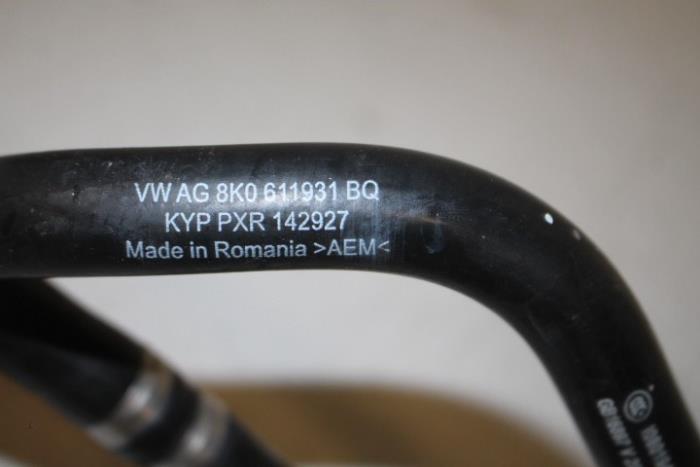 VW AG 8K0 611931 BQ
KYP PXR 142927
Made in Romania >AEM<